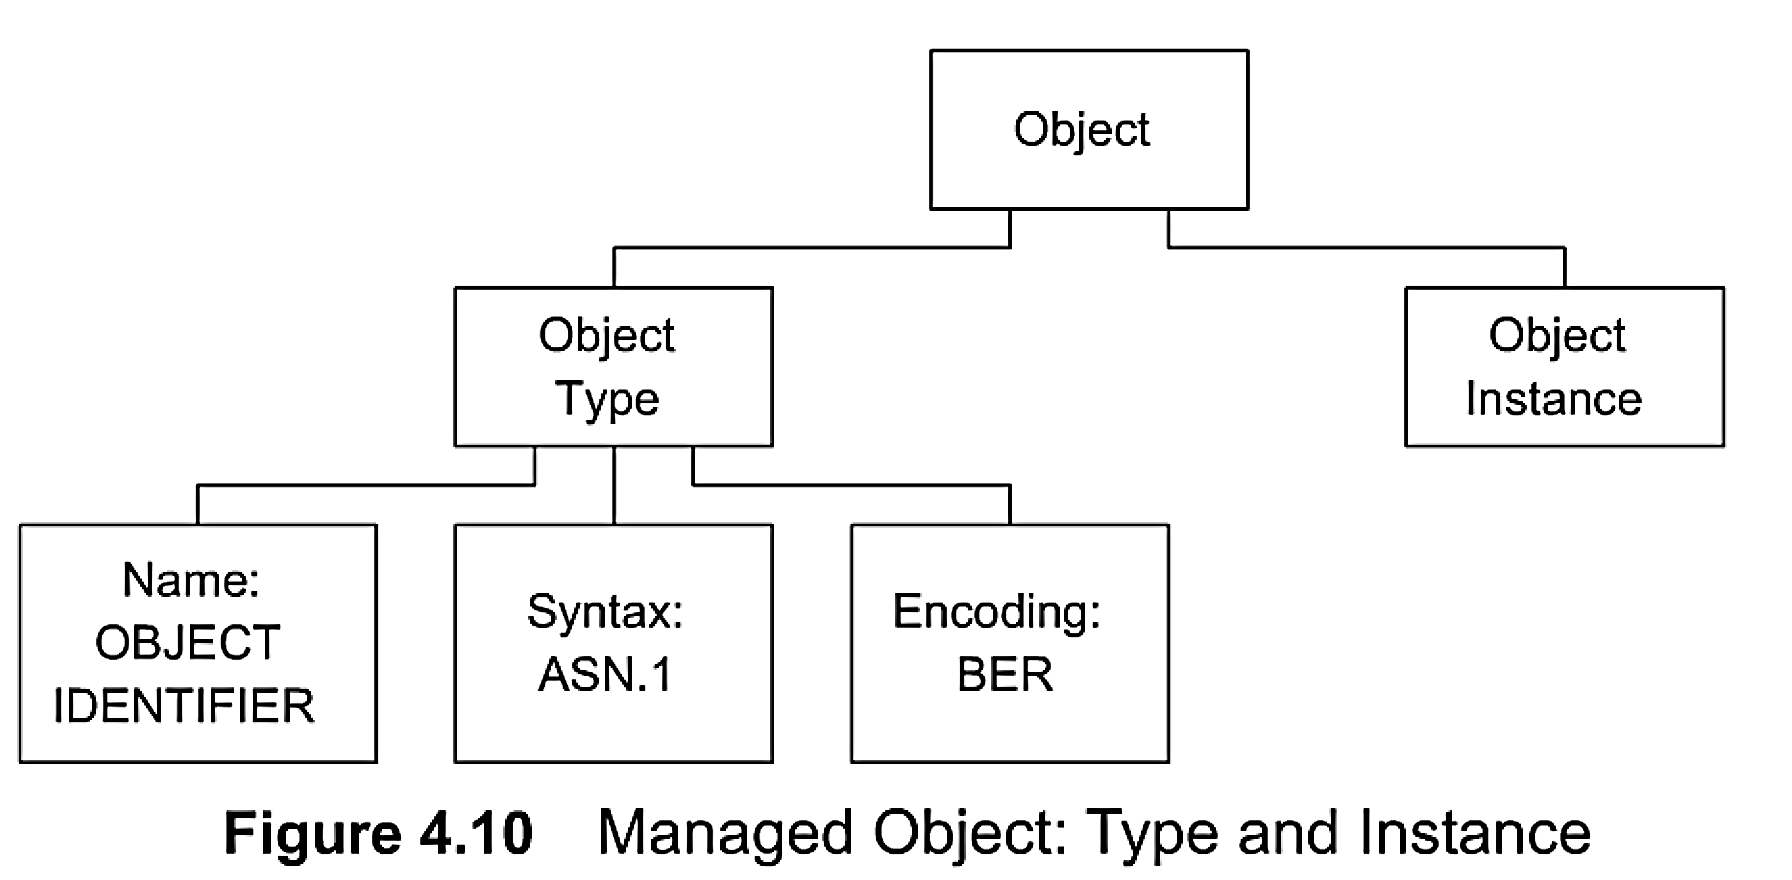 Object
Object
Type
Object
Instance
Name:
OBJECT
IDENTIFIER
Syntax:
ASN.1
Encoding:
BER
Figure 4.10 Managed Object: Type and Instance